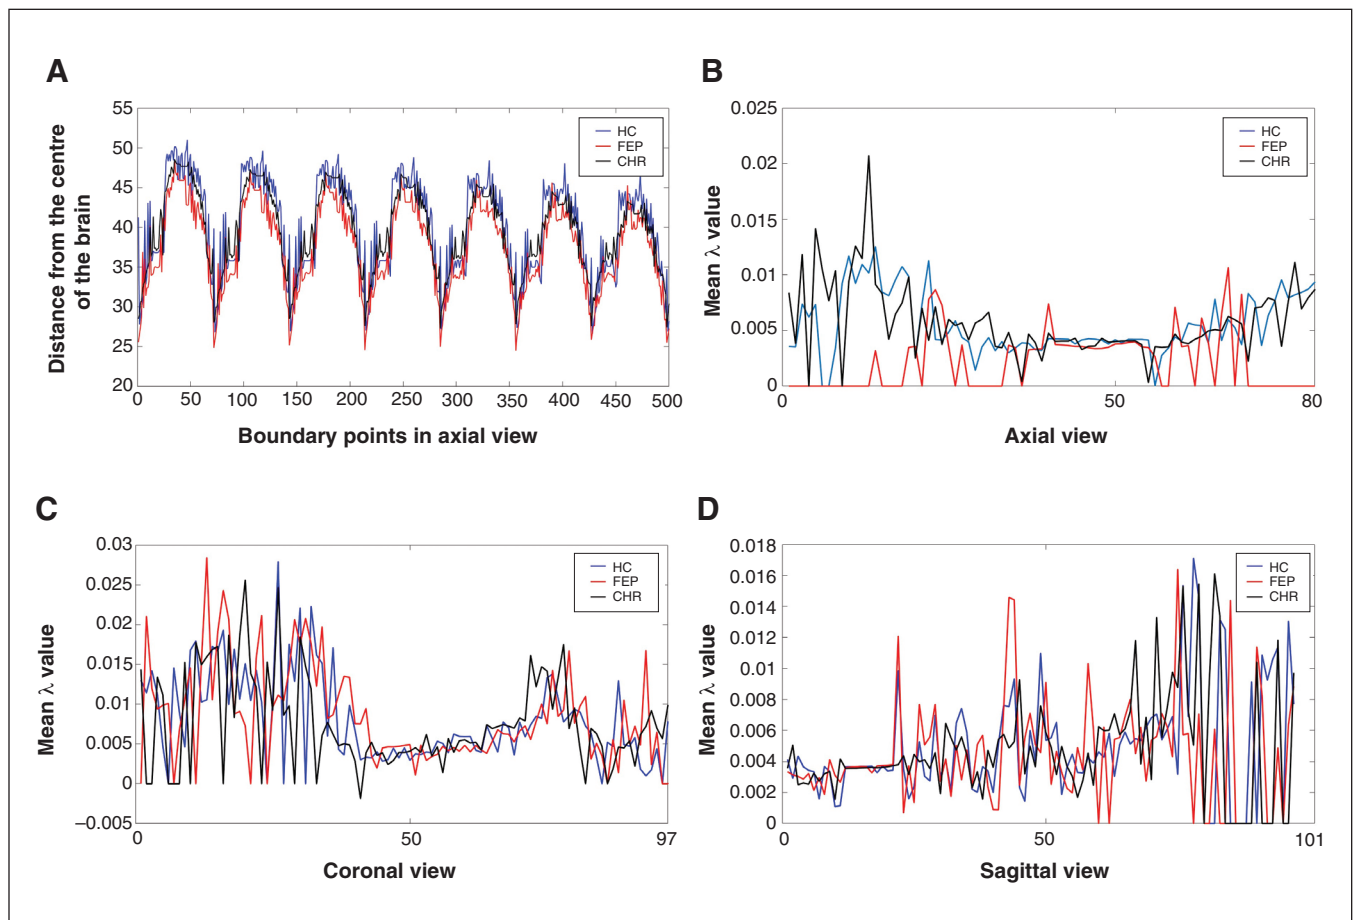 A
Distance from the centre
of the brain
55
50
45
40
35
30
25
20
0
50
100
150
200
250
300
350
400
450
500
HC
FEP
CHR
Boundary points in axial view
B
Mean λ value
0.025
0.02
0.015
0.01
0.005
0
0
50
80
HC
FEP
CHR
Axial view
C
Mean λ value
0.03
0.025
0.02
0.015
0.01
0.005
0
–0.005
0
50
97
HC
FEP
CHR
Coronal view
D
Mean λ value
0.018
0.016
0.014
0.012
0.01
0.008
0.006
0.004
0.002
0
0
50
101
HC
FEP
CHR
Sagittal view